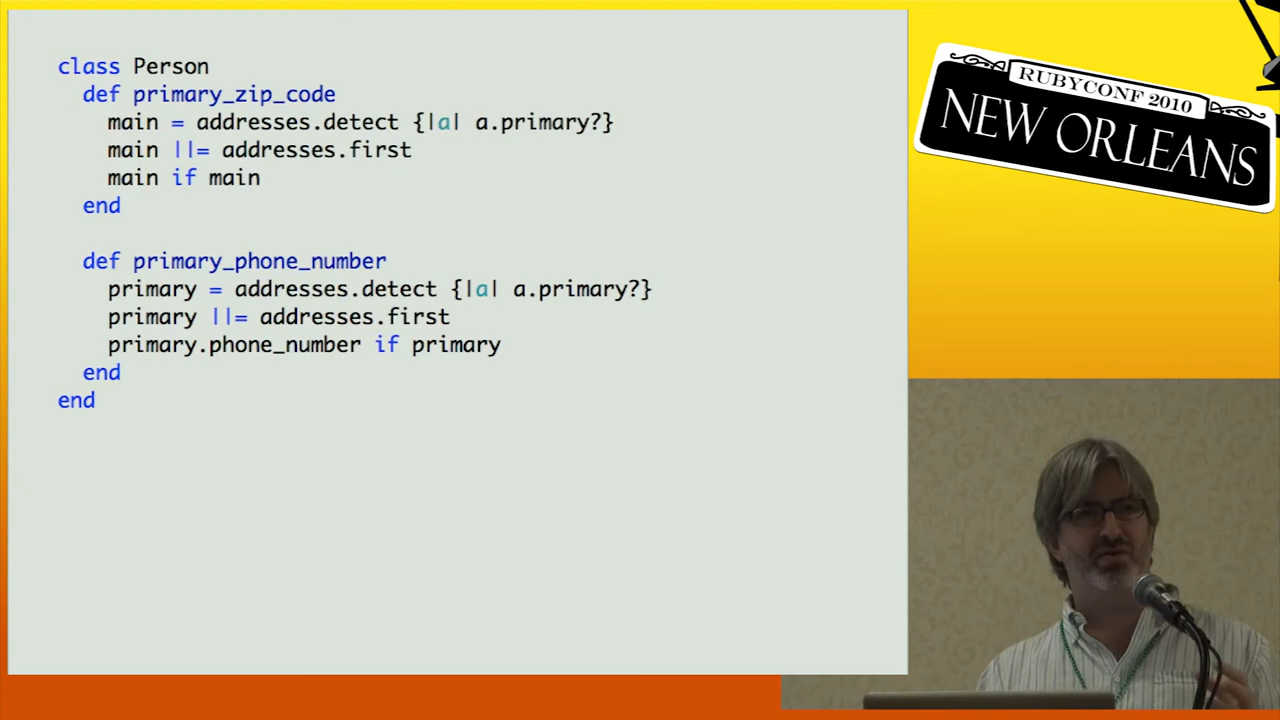 class Person
def primary_zip_code
main = addresses.detect {|a| a.primary?}
main ||= addresses.first
main if main
end
def primary_phone_number
primary = addresses.detect {|a| a.primary?}
primary ||= addresses.first
primary.phone_number if primary
end
end
RUBYCONF 2010
NEW ORLEANS